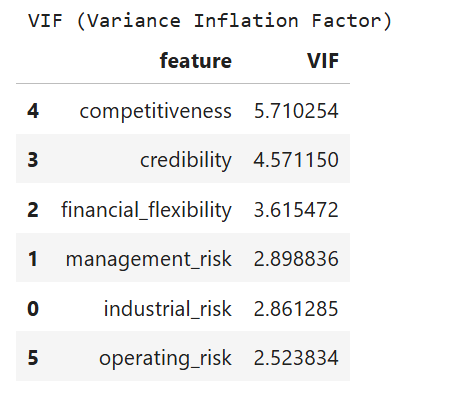 VIF (Variance Inflation Factor)
feature VIF
4 competitiveness 5.710254
3 credibility 4.571150
2 financial_flexibility 3.615472
1 management_risk 2.898836
0 industrial_risk 2.861285
5 operating_risk 2.523834